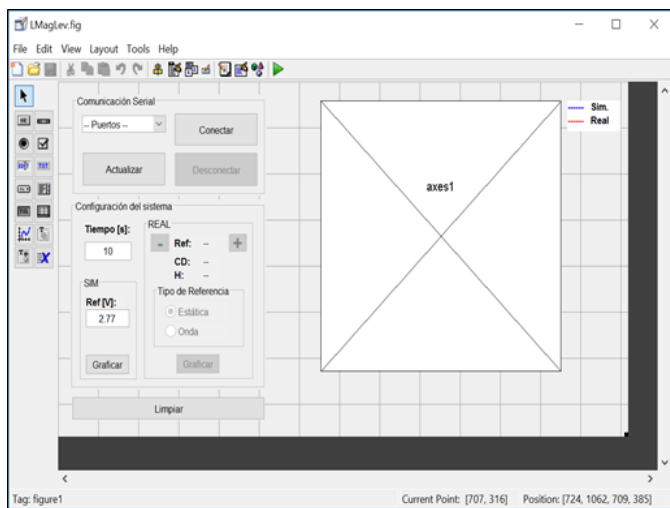 LMagLev.fig
File Edit View Layout Tools Help
Comunicación Serial
-- Puertos --
Conectar
Actualizar
Desconectar
Configuración del sistema
Tiempo [s]:
10
SIM
Ref [V]:
2.77
Graficar
REAL
- Ref: -- +
CD: --
H: --
Tipo de Referencia
Estática
Onda
Graficar
Limpiar
axes1
Sim.
Real
Tag: figure1
Current Point: [707, 316] Position: [724, 1062, 709, 385]